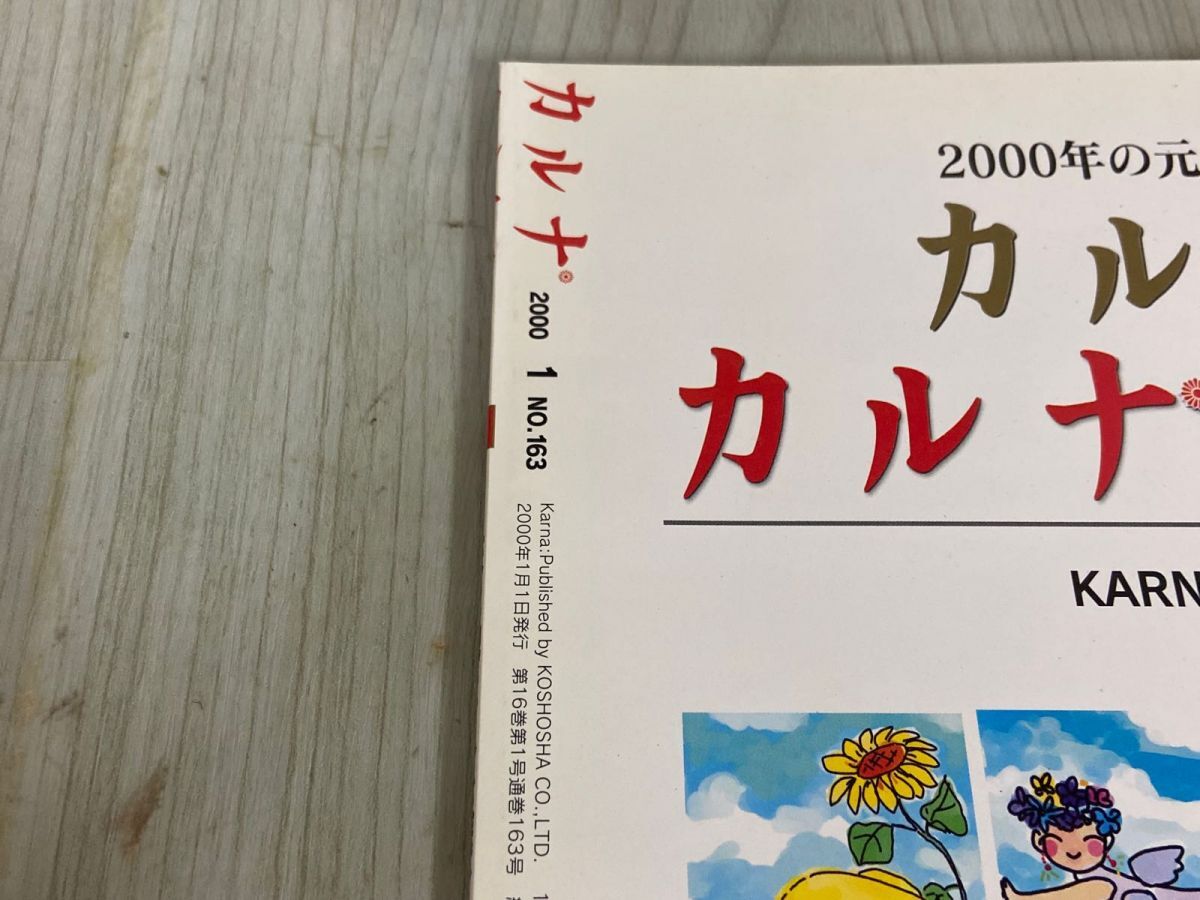 カルナ
2000 1 NO.163
Karna:Published by KOSHOSHA CO.,LTD.
2000年1月1日発行 第16巻第1号通巻163号
2000年の元
カル
カルナ
KARN